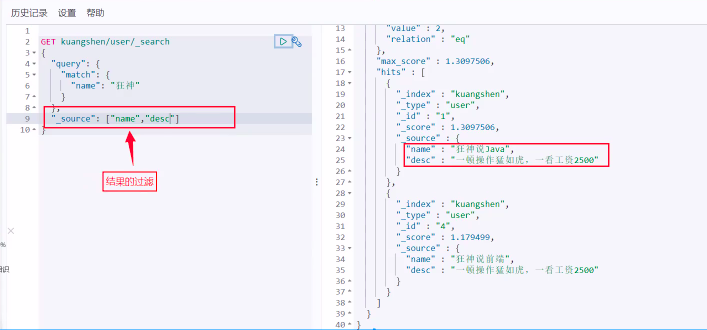 历史记录 设置 帮助
1
2 GET kuangshen/user/_search
3 {
4 "query": {
5 "match": {
6 "name": "狂神"
7 }
8 },
9 "_source": ["name","desc"]
10 }
结果的过滤
%
识
13 "value" : 2,
14 "relation" : "eq"
15 },
16 "max_score" : 1.3097506,
17 "hits" : [
18 {
19 "_index" : "kuangshen",
20 "_type" : "user",
21 "_id" : "1",
22 "_score" : 1.3097506,
23 "_source" : {
24 "name" : "狂神说Java",
25 "desc" : "一顿操作猛如虎，一看工资2500"
26 }
27 },
28 {
29 "_index" : "kuangshen",
30 "_type" : "user",
31 "_id" : "4",
32 "_score" : 1.179499,
33 "_source" : {
34 "name" : "狂神说前端",
35 "desc" : "一顿操作猛如虎，一看工资2500"
36 }
37 }
38 ]
39 }
40 }